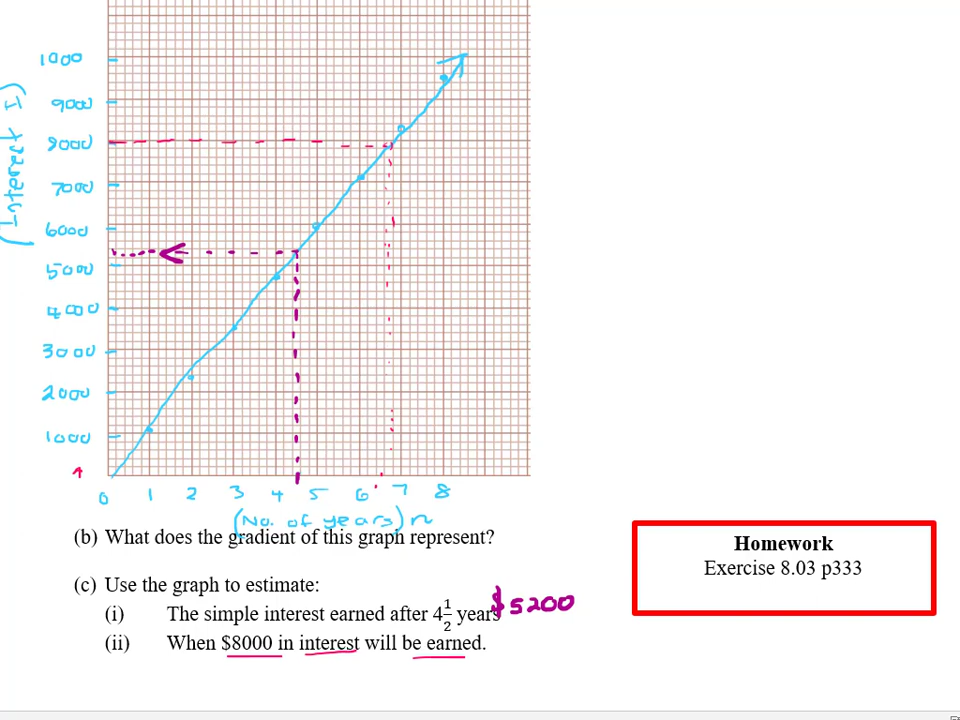 1000
9000
8000
7000
6000
5000
4000
3000
2000
1000
(Interest I)
0 1 2 3 4 5 6 7 8
(No. of years) n
(b) What does the gradient of this graph represent?
(c) Use the graph to estimate:
(i) The simple interest earned after 4 1/2 years $5200
(ii) When $8000 in interest will be earned.
Homework
Exercise 8.03 p333